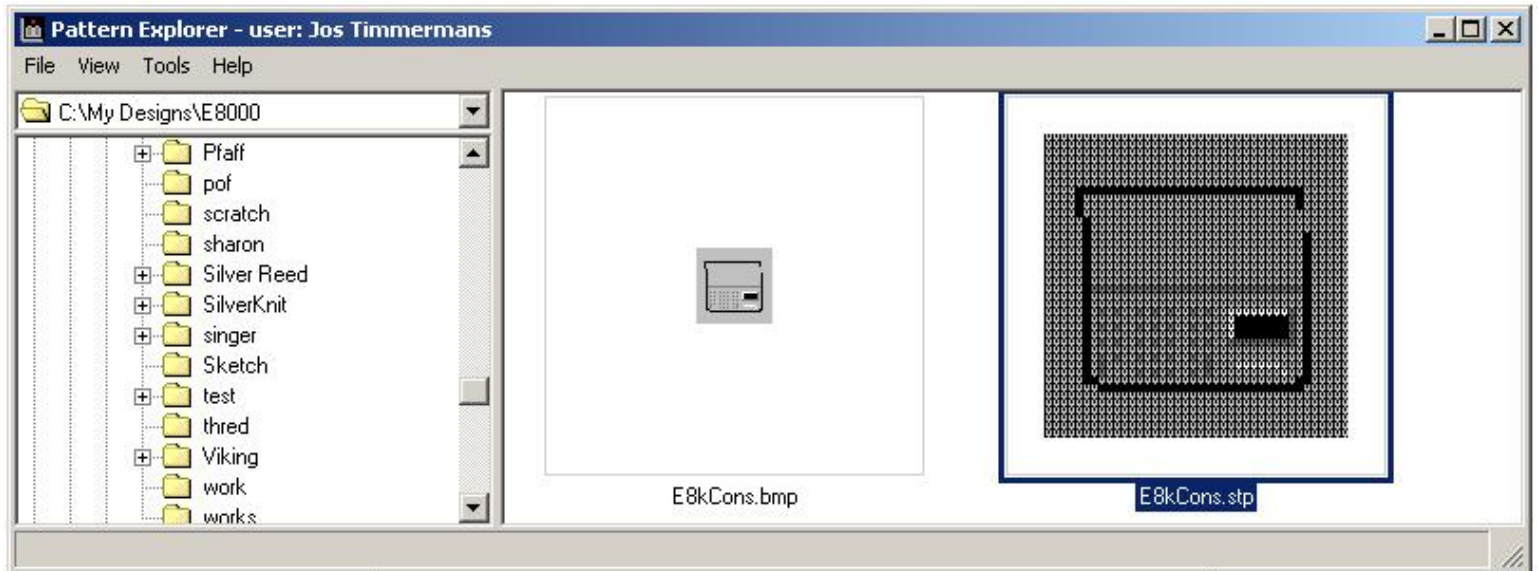 Pattern Explorer - user: Jos Timmermans
File View Tools Help
C:\My Designs\E8000
Pfaff
pof
scratch
sharon
Silver Reed
SilverKnit
singer
Sketch
test
thred
Viking
work
works
E8kCons.bmp
E8kCons.stp